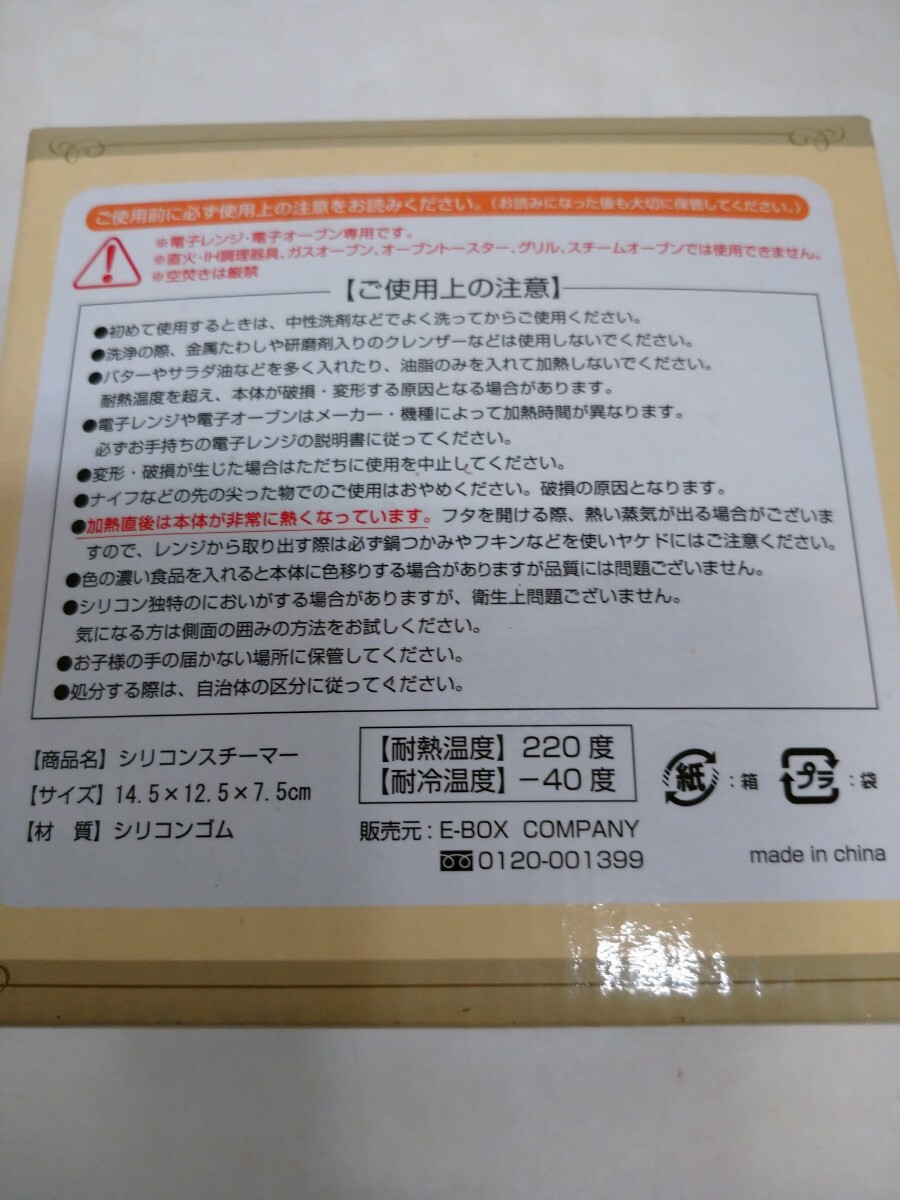 ご使用前に必ず使用上の注意をお読みください。(お読みになった後も大切に保管してください。)
※電子レンジ・電子オーブン専用です。
※直火・IH調理器具、ガスオーブン、オーブントースター、グリル、スチームオーブンでは使用できません。
※空焚きは厳禁
【ご使用上の注意】
●初めて使用するときは、中性洗剤などでよく洗ってからご使用ください。
●洗浄の際、金属たわしや研磨剤入りのクレンザーなどは使用しないでください。
●バターやサラダ油などを多く入れたり、油脂のみを入れて加熱しないでください。
耐熱温度を超え、本体が破損・変形する原因となる場合があります。
●電子レンジや電子オーブンはメーカー・機種によって加熱時間が異なります。
必ずお手持ちの電子レンジの説明書に従ってください。
●変形・破損が生じた場合はただちに使用を中止してください。
●ナイフなどの先の尖った物でのご使用はおやめください。破損の原因となります。
●加熱直後は本体が非常に熱くなっています。フタを開ける際、熱い蒸気が出る場合がございま
すので、レンジから取り出す際は必ず鍋つかみやフキンなどを使いヤケドにはご注意ください。
●色の濃い食品を入れると本体に色移りする場合がありますが品質には問題ございません。
●シリコン独特のにおいがする場合がありますが、衛生上問題ございません。
気になる方は側面の囲みの方法をお試しください。
●お子様の手の届かない場所に保管してください。
●処分する際は、自治体の区分に従ってください。
【商品名】シリコンスチーマー
【サイズ】14.5×12.5×7.5cm
【材　質】シリコンゴム
【耐熱温度】220度
【耐冷温度】−40度
販売元:E-BOX COMPANY
0120-001399
紙:箱
プラ:袋
made in china